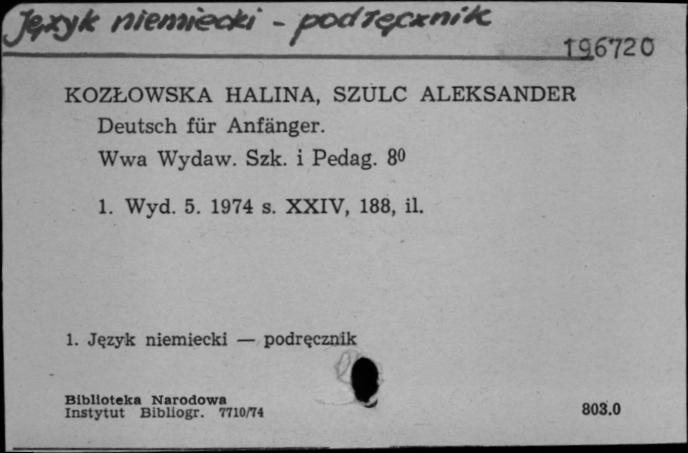 Język niemiecki - podręcznik
196720
KOZŁOWSKA HALINA, SZULC ALEKSANDER
Deutsch für Anfänger.
Wwa Wydaw. Szk. i Pedag. 8⁰
1. Wyd. 5. 1974 s. XXIV, 188, il.
1. Język niemiecki — podręcznik
Biblioteka Narodowa
Instytut Bibliogr. 7710/74
803.0